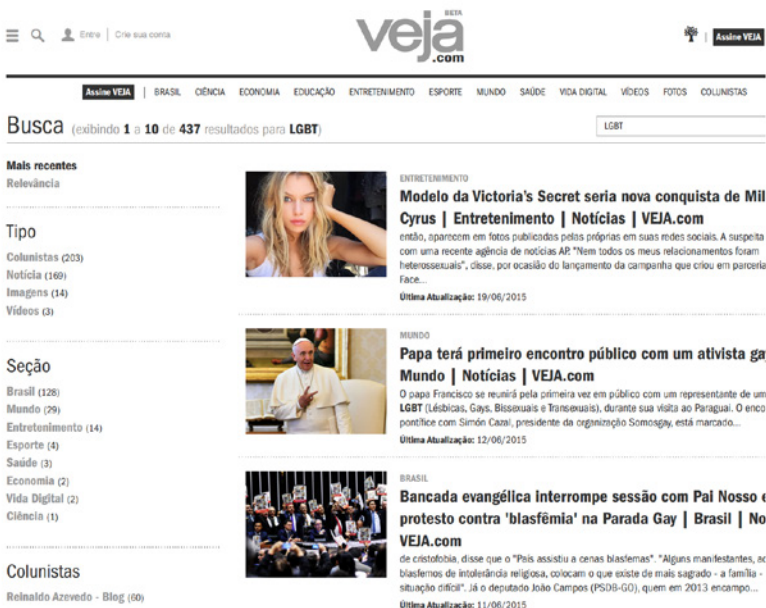 BETA
Entre | Crie sua conta
veja
.com
Assine VEJA
Assine VEJA | BRASIL CIÊNCIA ECONOMIA EDUCAÇÃO ENTRETENIMENTO ESPORTE MUNDO SAÚDE VIDA DIGITAL VÍDEOS FOTOS COLUNISTAS
Busca (exibindo 1 a 10 de 437 resultados para LGBT)
LGBT
Mais recentes
Relevância
Tipo
Colunistas (203)
Notícia (169)
Imagens (14)
Vídeos (3)
Seção
Brasil (128)
Mundo (29)
Entretenimento (14)
Esporte (4)
Saúde (3)
Economia (2)
Vida Digital (2)
Ciência (1)
Colunistas
Reinaldo Azevedo - Blog (60)
ENTRETENIMENTO
Modelo da Victoria's Secret seria nova conquista de Mil
Cyrus | Entretenimento | Notícias | VEJA.com
então, aparecem em fotos publicadas pelas próprias em suas redes sociais. A suspeita
com uma recente agência de notícias AP. "Nem todos os meus relacionamentos foram
heterossexuais", disse, por ocasião do lançamento da campanha que criou em parceria
Face...
Última Atualização: 19/06/2015
MUNDO
Papa terá primeiro encontro público com um ativista gay
Mundo | Notícias | VEJA.com
O papa Francisco se reunirá pela primeira vez em público com um representante de um
LGBT (Lésbicas, Gays, Bissexuais e Transexuais), durante sua visita ao Paraguai. O enco
pontífice com Simón Cazal, presidente da organização Somosgay, está marcado...
Última Atualização: 12/06/2015
BRASIL
Bancada evangélica interrompe sessão com Pai Nosso e
protesto contra 'blasfêmia' na Parada Gay | Brasil | No
VEJA.com
de cristofobia, disse que o "País assistiu a cenas blasfemas". "Alguns manifestantes, ao
blasfemos de intolerância religiosa, colocam o que existe de mais sagrado - a família -
situação difícil". Já o deputado João Campos (PSDB-GO), quem em 2013 encampo...
Última Atualização: 11/06/2015